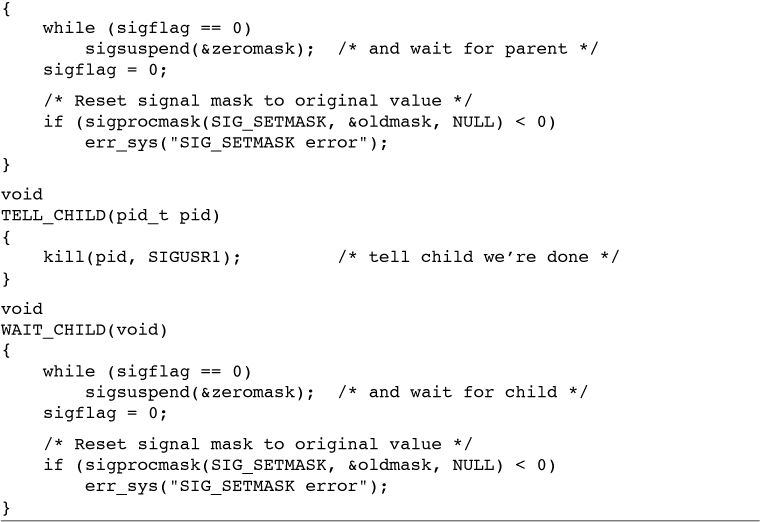 {
    while (sigflag == 0)
        sigsuspend(&zeromask);  /* and wait for parent */
    sigflag = 0;
    /* Reset signal mask to original value */
    if (sigprocmask(SIG_SETMASK, &oldmask, NULL) < 0)
        err_sys("SIG_SETMASK error");
}
void
TELL_CHILD(pid_t pid)
{
    kill(pid, SIGUSR1);         /* tell child we’re done */
}
void
WAIT_CHILD(void)
{
    while (sigflag == 0)
        sigsuspend(&zeromask);  /* and wait for child */
    sigflag = 0;
    /* Reset signal mask to original value */
    if (sigprocmask(SIG_SETMASK, &oldmask, NULL) < 0)
        err_sys("SIG_SETMASK error");
}